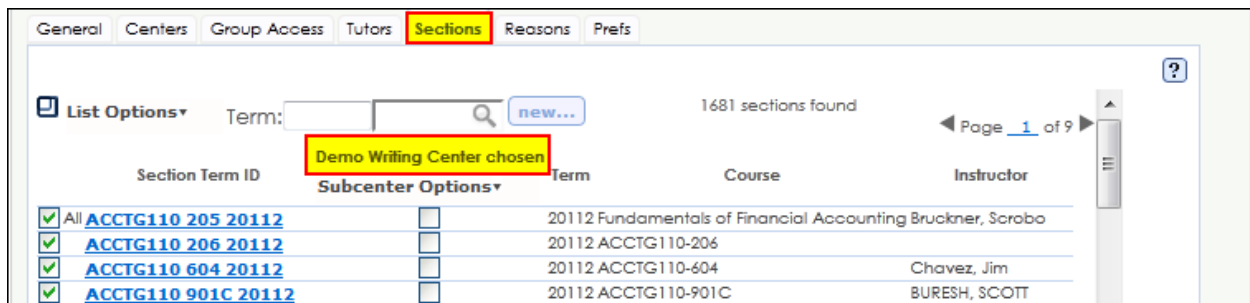 General Centers Group Access Tutors Sections Reasons Prefs
?
List Options▾ Term: new... 1681 sections found
Page 1 of 9
Demo Writing Center chosen
Section Term ID Subcenter Options▾ Term Course Instructor
All ACCTG110 205 20112 20112 Fundamentals of Financial Accounting Bruckner, Scrobo
ACCTG110 206 20112 20112 ACCTG110-206
ACCTG110 604 20112 20112 ACCTG110-604 Chavez, Jim
ACCTG110 901C 20112 20112 ACCTG110-901C BURESH, SCOTT